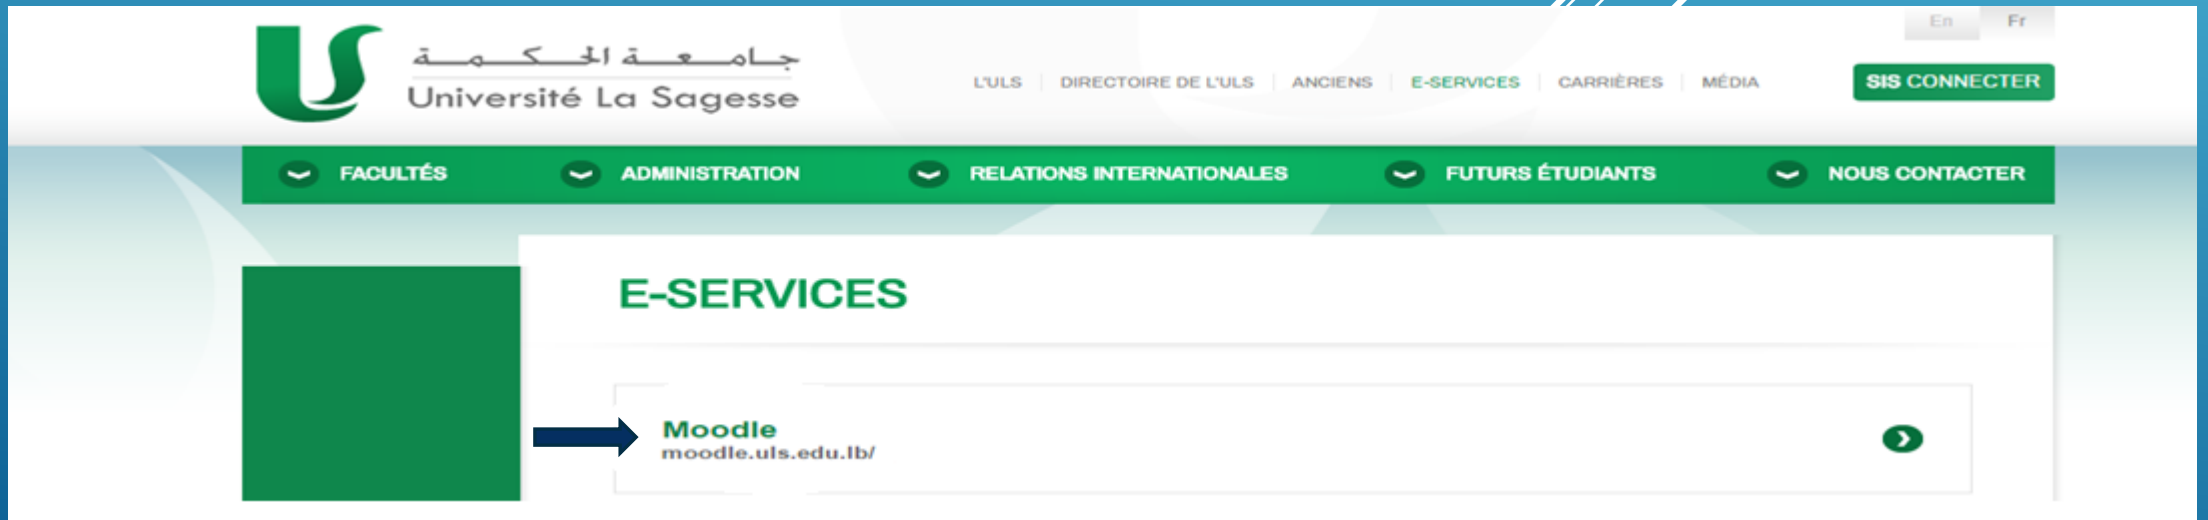 En Fr
جامعة الحكمة
Université La Sagesse
L'ULS DIRECTOIRE DE L'ULS ANCIENS E-SERVICES CARRIÈRES MÉDIA SIS CONNECTER
FACULTÉS ADMINISTRATION RELATIONS INTERNATIONALES FUTURS ÉTUDIANTS NOUS CONTACTER
E-SERVICES
Moodle
moodle.uls.edu.lb/